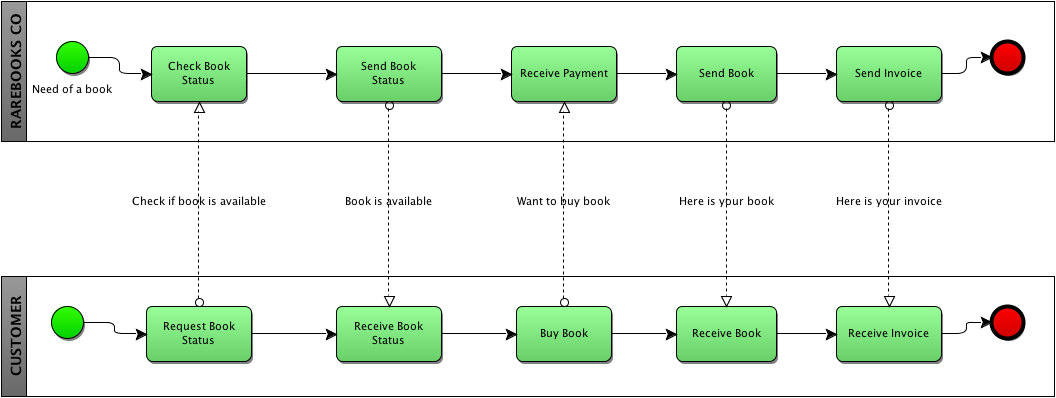 RAREBOOKS CO
Need of a book
Check Book
Status
Send Book
Status
Receive Payment
Send Book
Send Invoice
Check if book is available
Book is available
Want to buy book
Here is your book
Here is your invoice
CUSTOMER
Request Book
Status
Receive Book
Status
Buy Book
Receive Book
Receive Invoice